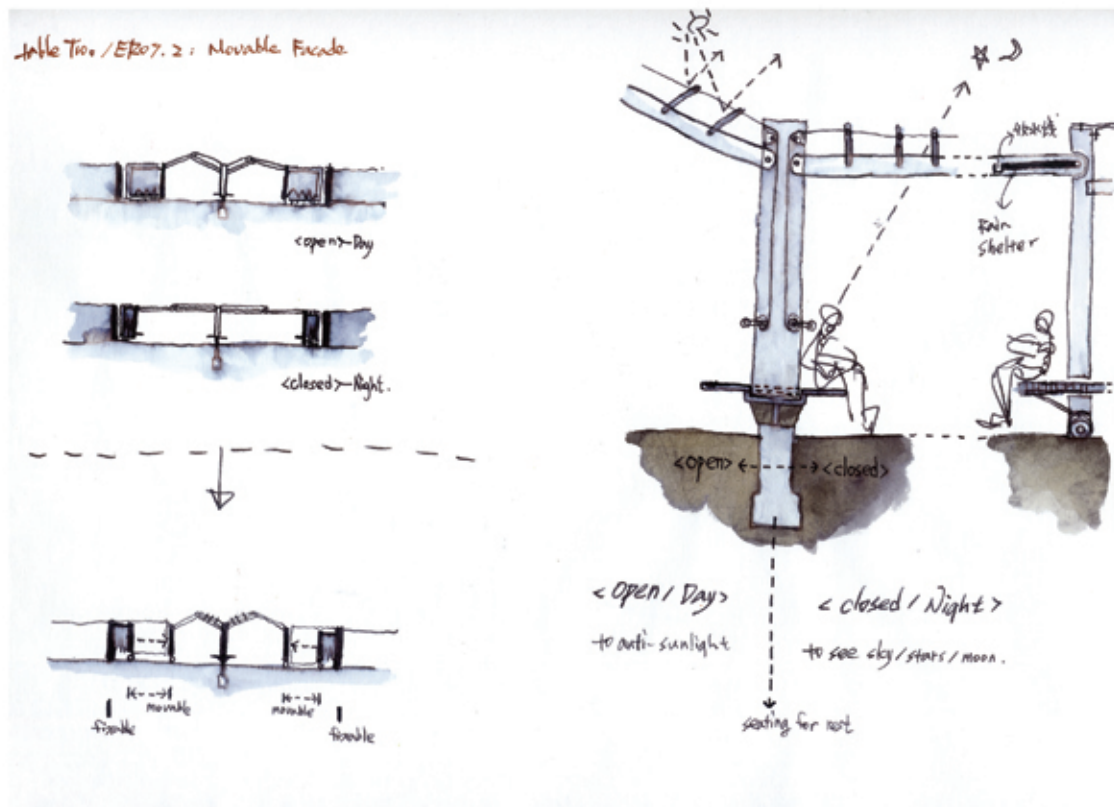 : Movable Facade
<open>-Day
<closed>-Night.
movable
movable
fixable
fixable
Rain
Shelter
<open>
<closed>
<open/Day>
to anti-sunlight
<closed/Night>
to see sky/stars/moon.
seating for rest